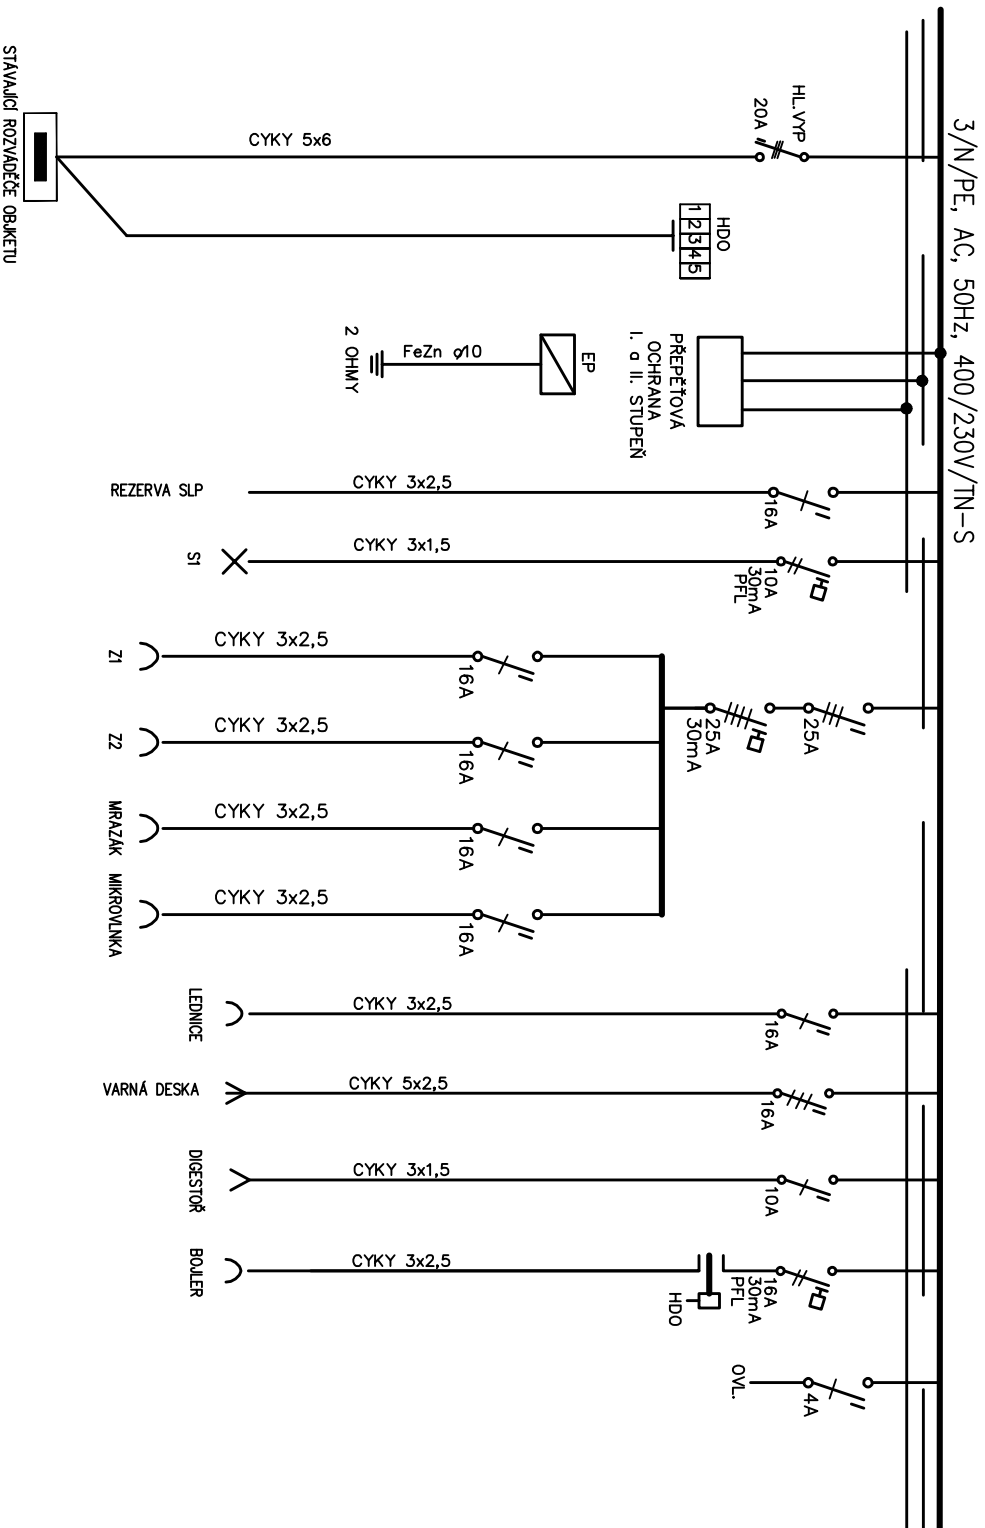 3/N/PE, AC, 50Hz, 400/230V/TN-S
HL.VYP
20A
CYKY 5x6
STÁVAJÍCÍ ROZVÁDĚČE OBJKETU
HDO
1 2 3 4 5
PŘEPĚŤOVÁ
OCHRANA
I. a II. STUPEŇ
EP
FeZn ø10
2 OHMY
16A
CYKY 3x2,5
REZERVA SLP
10A
30mA
PFL
CYKY 3x1,5
S1
25A
25A
30mA
16A
CYKY 3x2,5
Z1
16A
CYKY 3x2,5
Z2
16A
CYKY 3x2,5
MRAZÁK
16A
CYKY 3x2,5
MIKROVLNKA
16A
CYKY 3x2,5
LEDNICE
16A
CYKY 5x2,5
VARNÁ DESKA
10A
CYKY 3x1,5
DIGESTOŘ
16A
30mA
PFL
HDO
CYKY 3x2,5
BOJLER
4A
OVL.